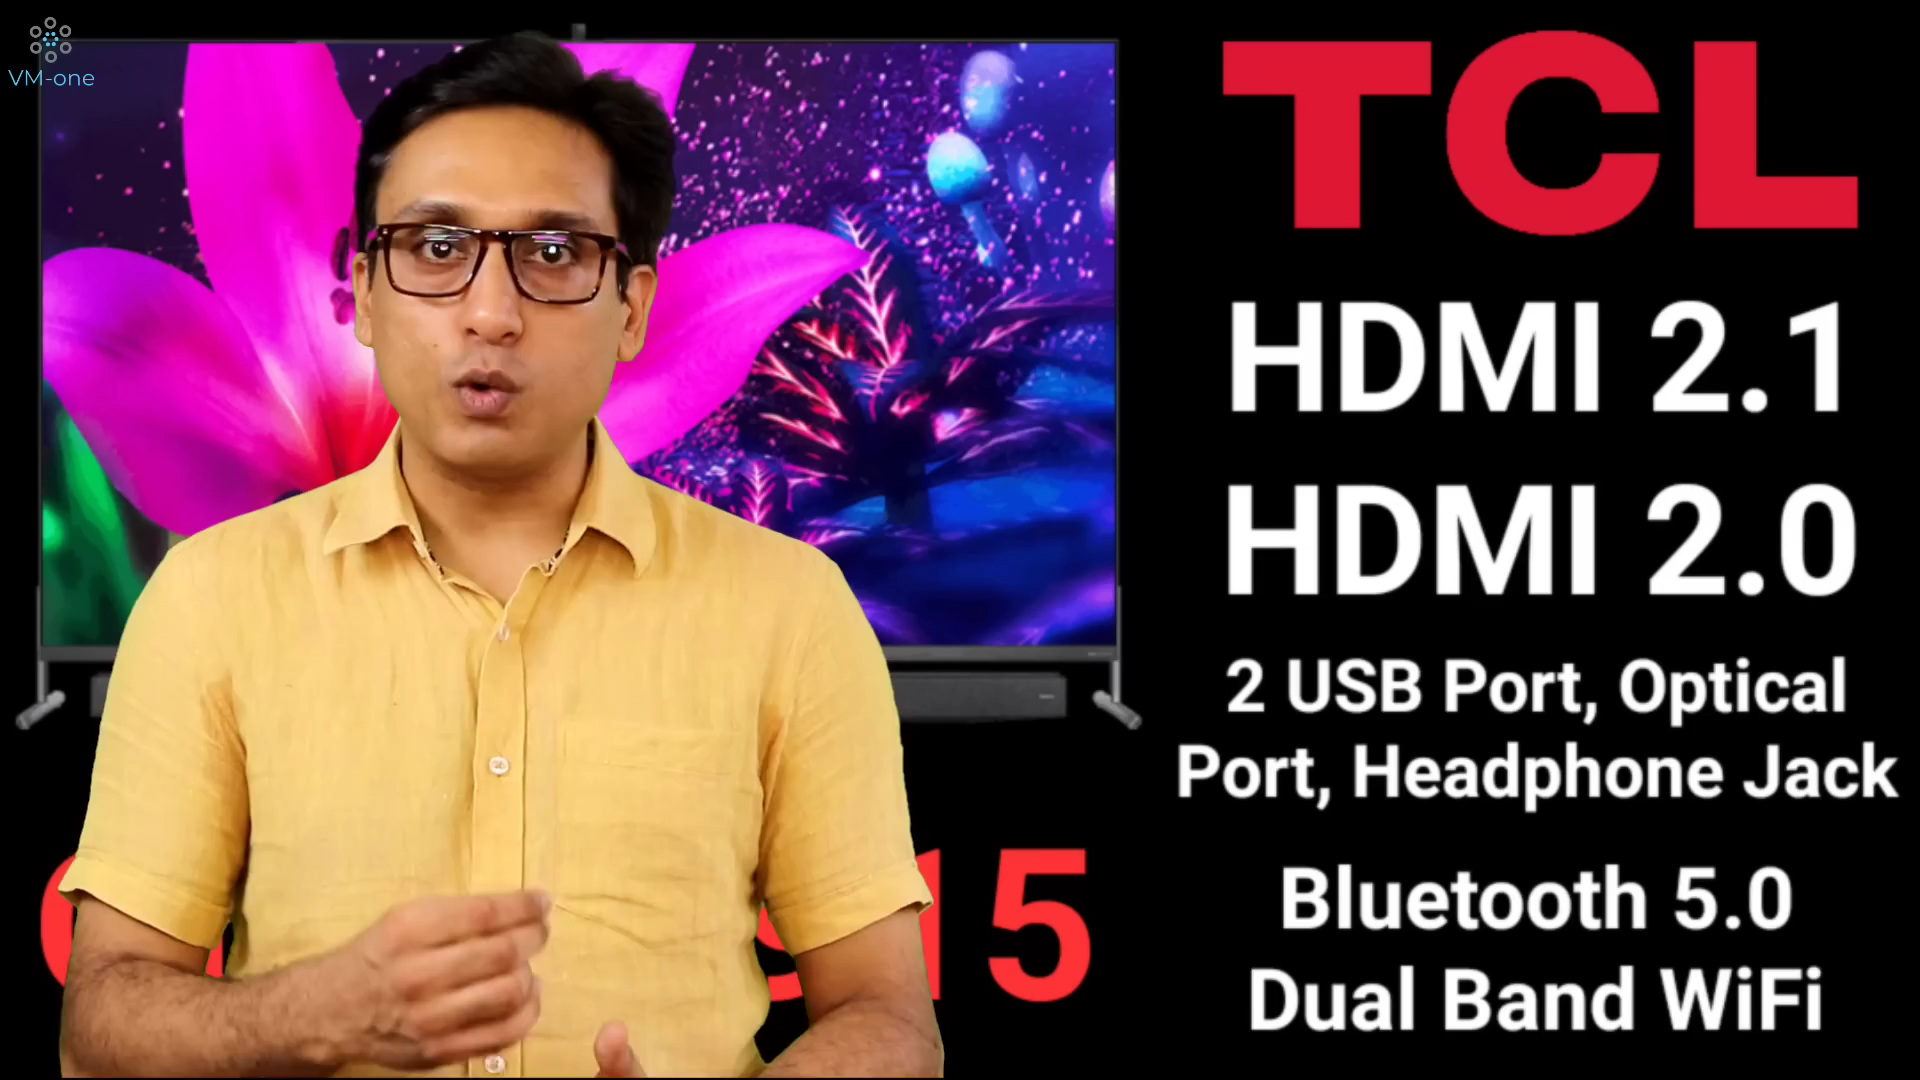 VM-one
TCL
HDMI 2.1
HDMI 2.0
2 USB Port, Optical
Port, Headphone Jack
Bluetooth 5.0
Dual Band WiFi